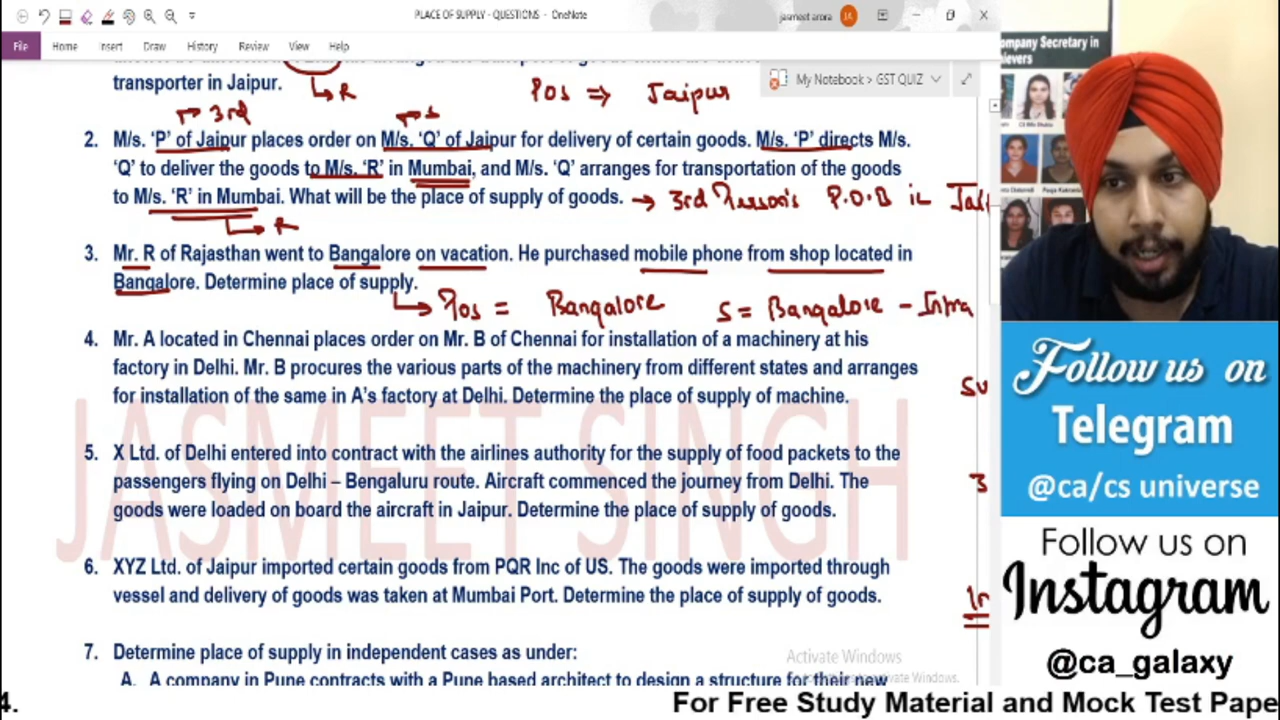 PLACE OF SUPPLY - QUESTIONS - OneNote
jasmeet arora
File Home Insert Draw History Review View Help
My Notebook > GST QUIZ
transporter in Jaipur.
R
POS ⇒ Jaipur
3rd
S
2. M/s. ‘P’ of Jaipur places order on M/s. ‘Q’ of Jaipur for delivery of certain goods. M/s. ‘P’ directs M/s.
‘Q’ to deliver the goods to M/s. ‘R’ in Mumbai, and M/s. ‘Q’ arranges for transportation of the goods
to M/s. ‘R’ in Mumbai. What will be the place of supply of goods. → 3rd Person's P.O.B i.e
R
3. Mr. R of Rajasthan went to Bangalore on vacation. He purchased mobile phone from shop located in
Bangalore. Determine place of supply.
POS = Bangalore S = Bangalore - Intra
4. Mr. A located in Chennai places order on Mr. B of Chennai for installation of a machinery at his
factory in Delhi. Mr. B procures the various parts of the machinery from different states and arranges
for installation of the same in A’s factory at Delhi. Determine the place of supply of machine.
5. X Ltd. of Delhi entered into contract with the airlines authority for the supply of food packets to the
passengers flying on Delhi – Bengaluru route. Aircraft commenced the journey from Delhi. The
goods were loaded on board the aircraft in Jaipur. Determine the place of supply of goods.
6. XYZ Ltd. of Jaipur imported certain goods from PQR Inc of US. The goods were imported through
vessel and delivery of goods was taken at Mumbai Port. Determine the place of supply of goods.
7. Determine place of supply in independent cases as under:
A. A company in Pune contracts with a Pune based architect to design a structure for their new
JASMEET SINGH
Activate Windows
ompany Secretary in
ievers
Follow us on
Telegram
@ca/cs universe
Follow us on
Instagram
@ca_galaxy
4.
For Free Study Material and Mock Test Pape